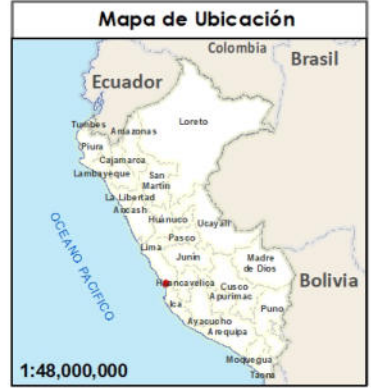 Mapa de Ubicación
Colombia
Brasil
Ecuador
Loreto
Tumbes
Amazonas
Piura
Cajamarca
Lambayeque
San
Martin
La Libertad
Ancash
Huánuco
Ucayali
Pasco
Lima
Junin
Madre
de Dios
Huancavelica
Cusco
Apurimac
Bolivia
Ica
Puno
Ayacucho
Arequipa
OCEANO PACIFICO
Moquegua
Tacna
1:48,000,000